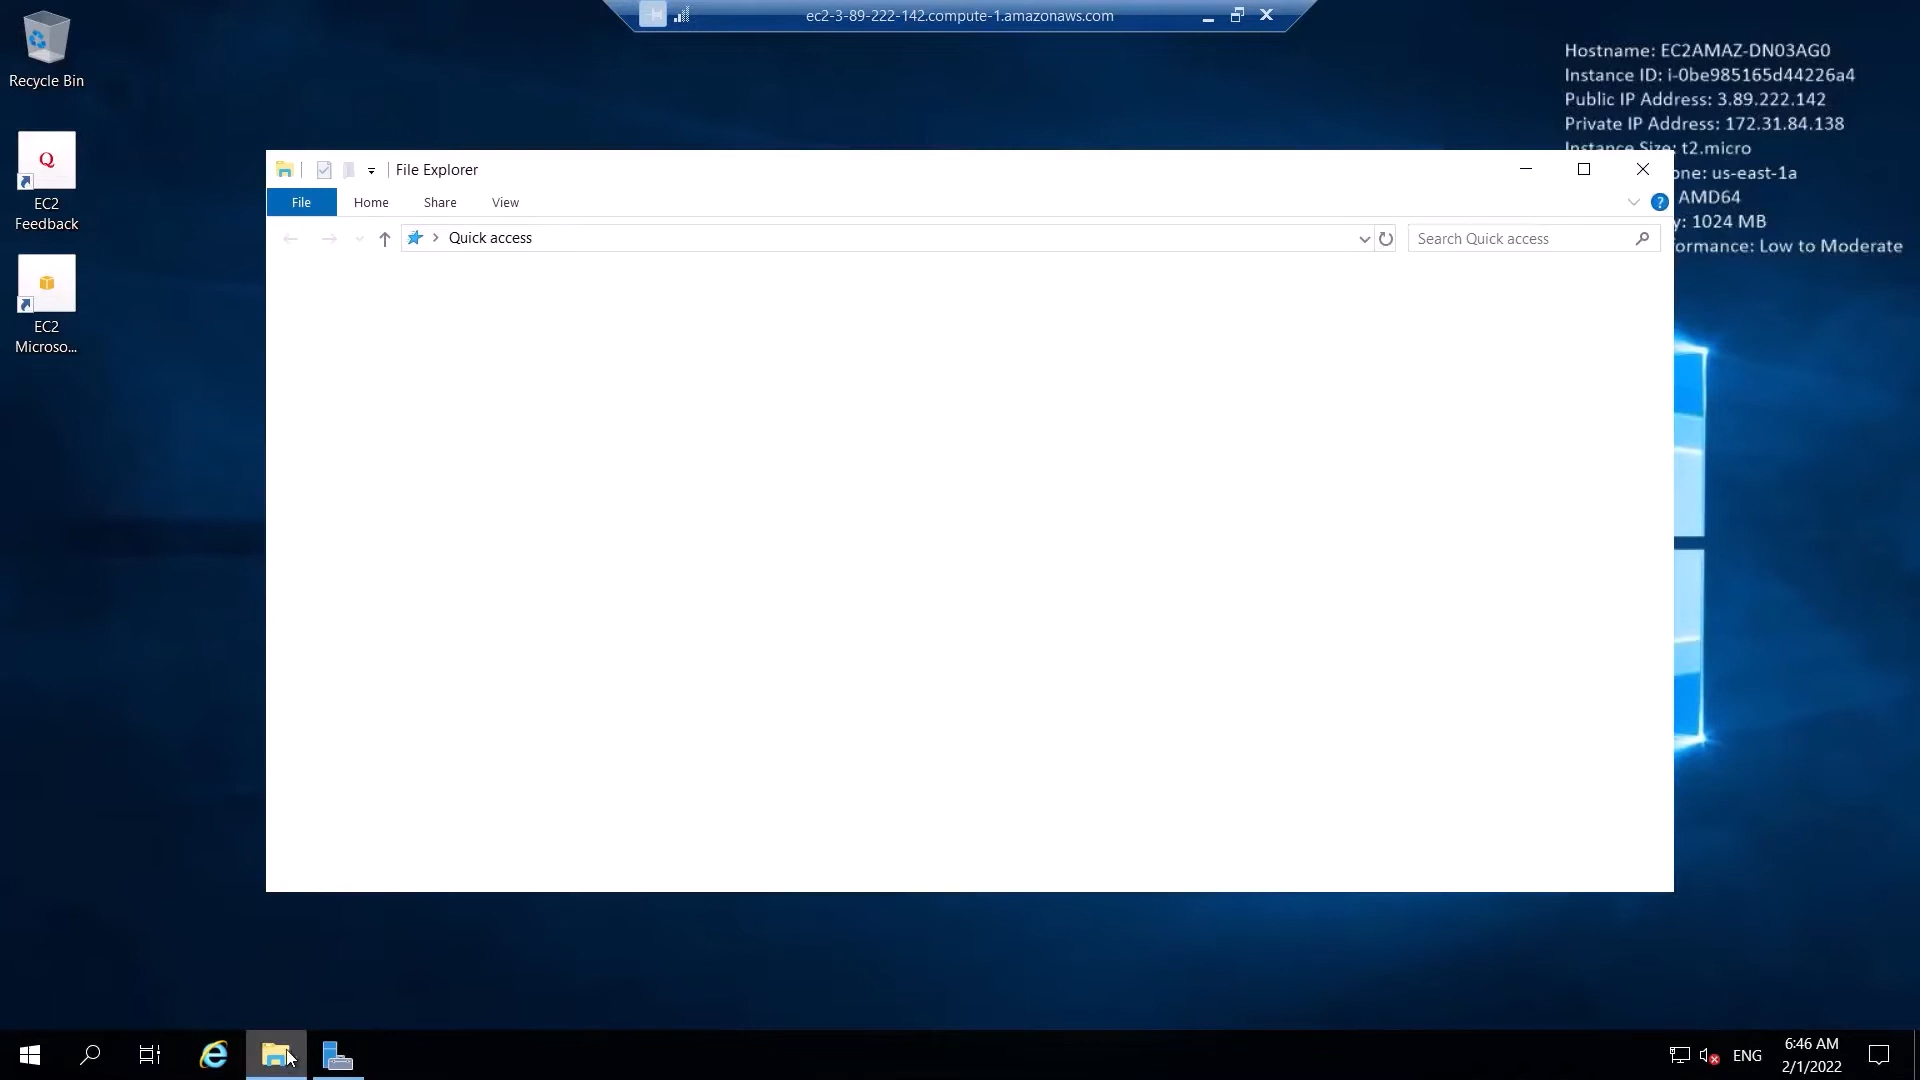 ec2-3-89-222-142.compute-1.amazonaws.com
Recycle Bin
EC2
Feedback
EC2
Microso...
Hostname: EC2AMAZ-DN03AG0
Instance ID: i-0be985165d44226a4
Public IP Address: 3.89.222.142
Private IP Address: 172.31.84.138
Instance Size: t2.micro
one: us-east-1a
AMD64
y: 1024 MB
formance: Low to Moderate
File Explorer
File Home Share View
Quick access
Search Quick access
ENG
6:46 AM
2/1/2022